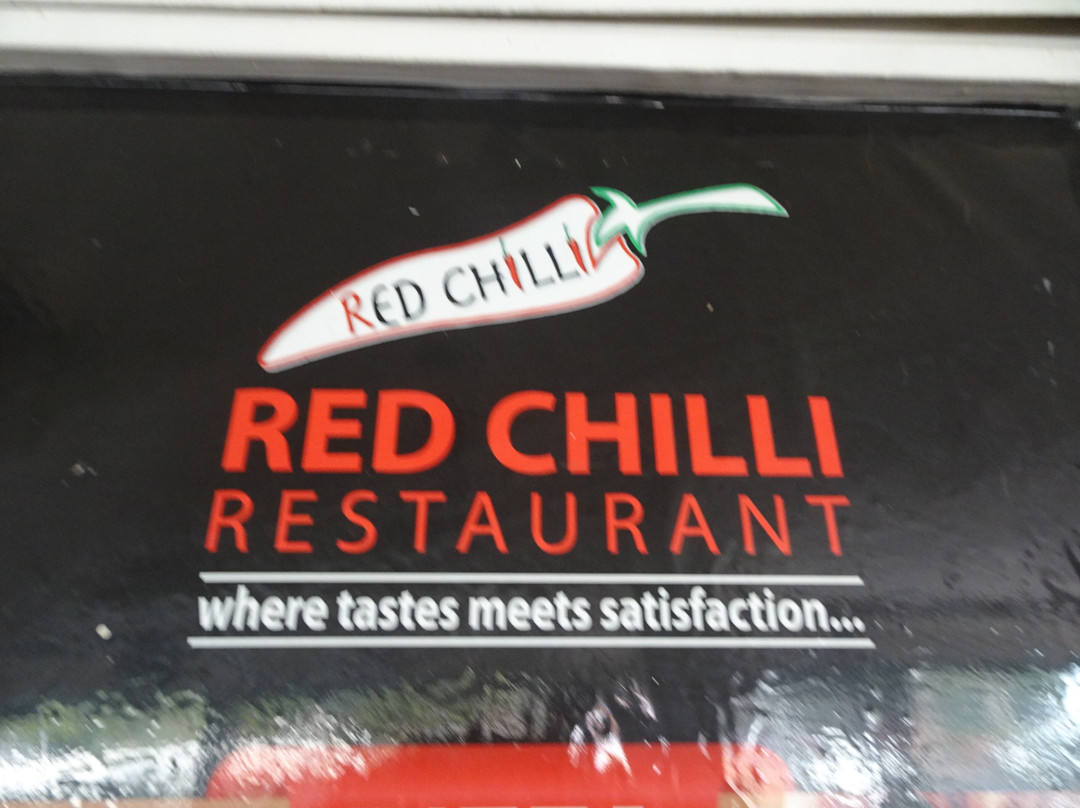 RED CHILLI
RED CHILLI
RESTAURANT
where tastes meets satisfaction...